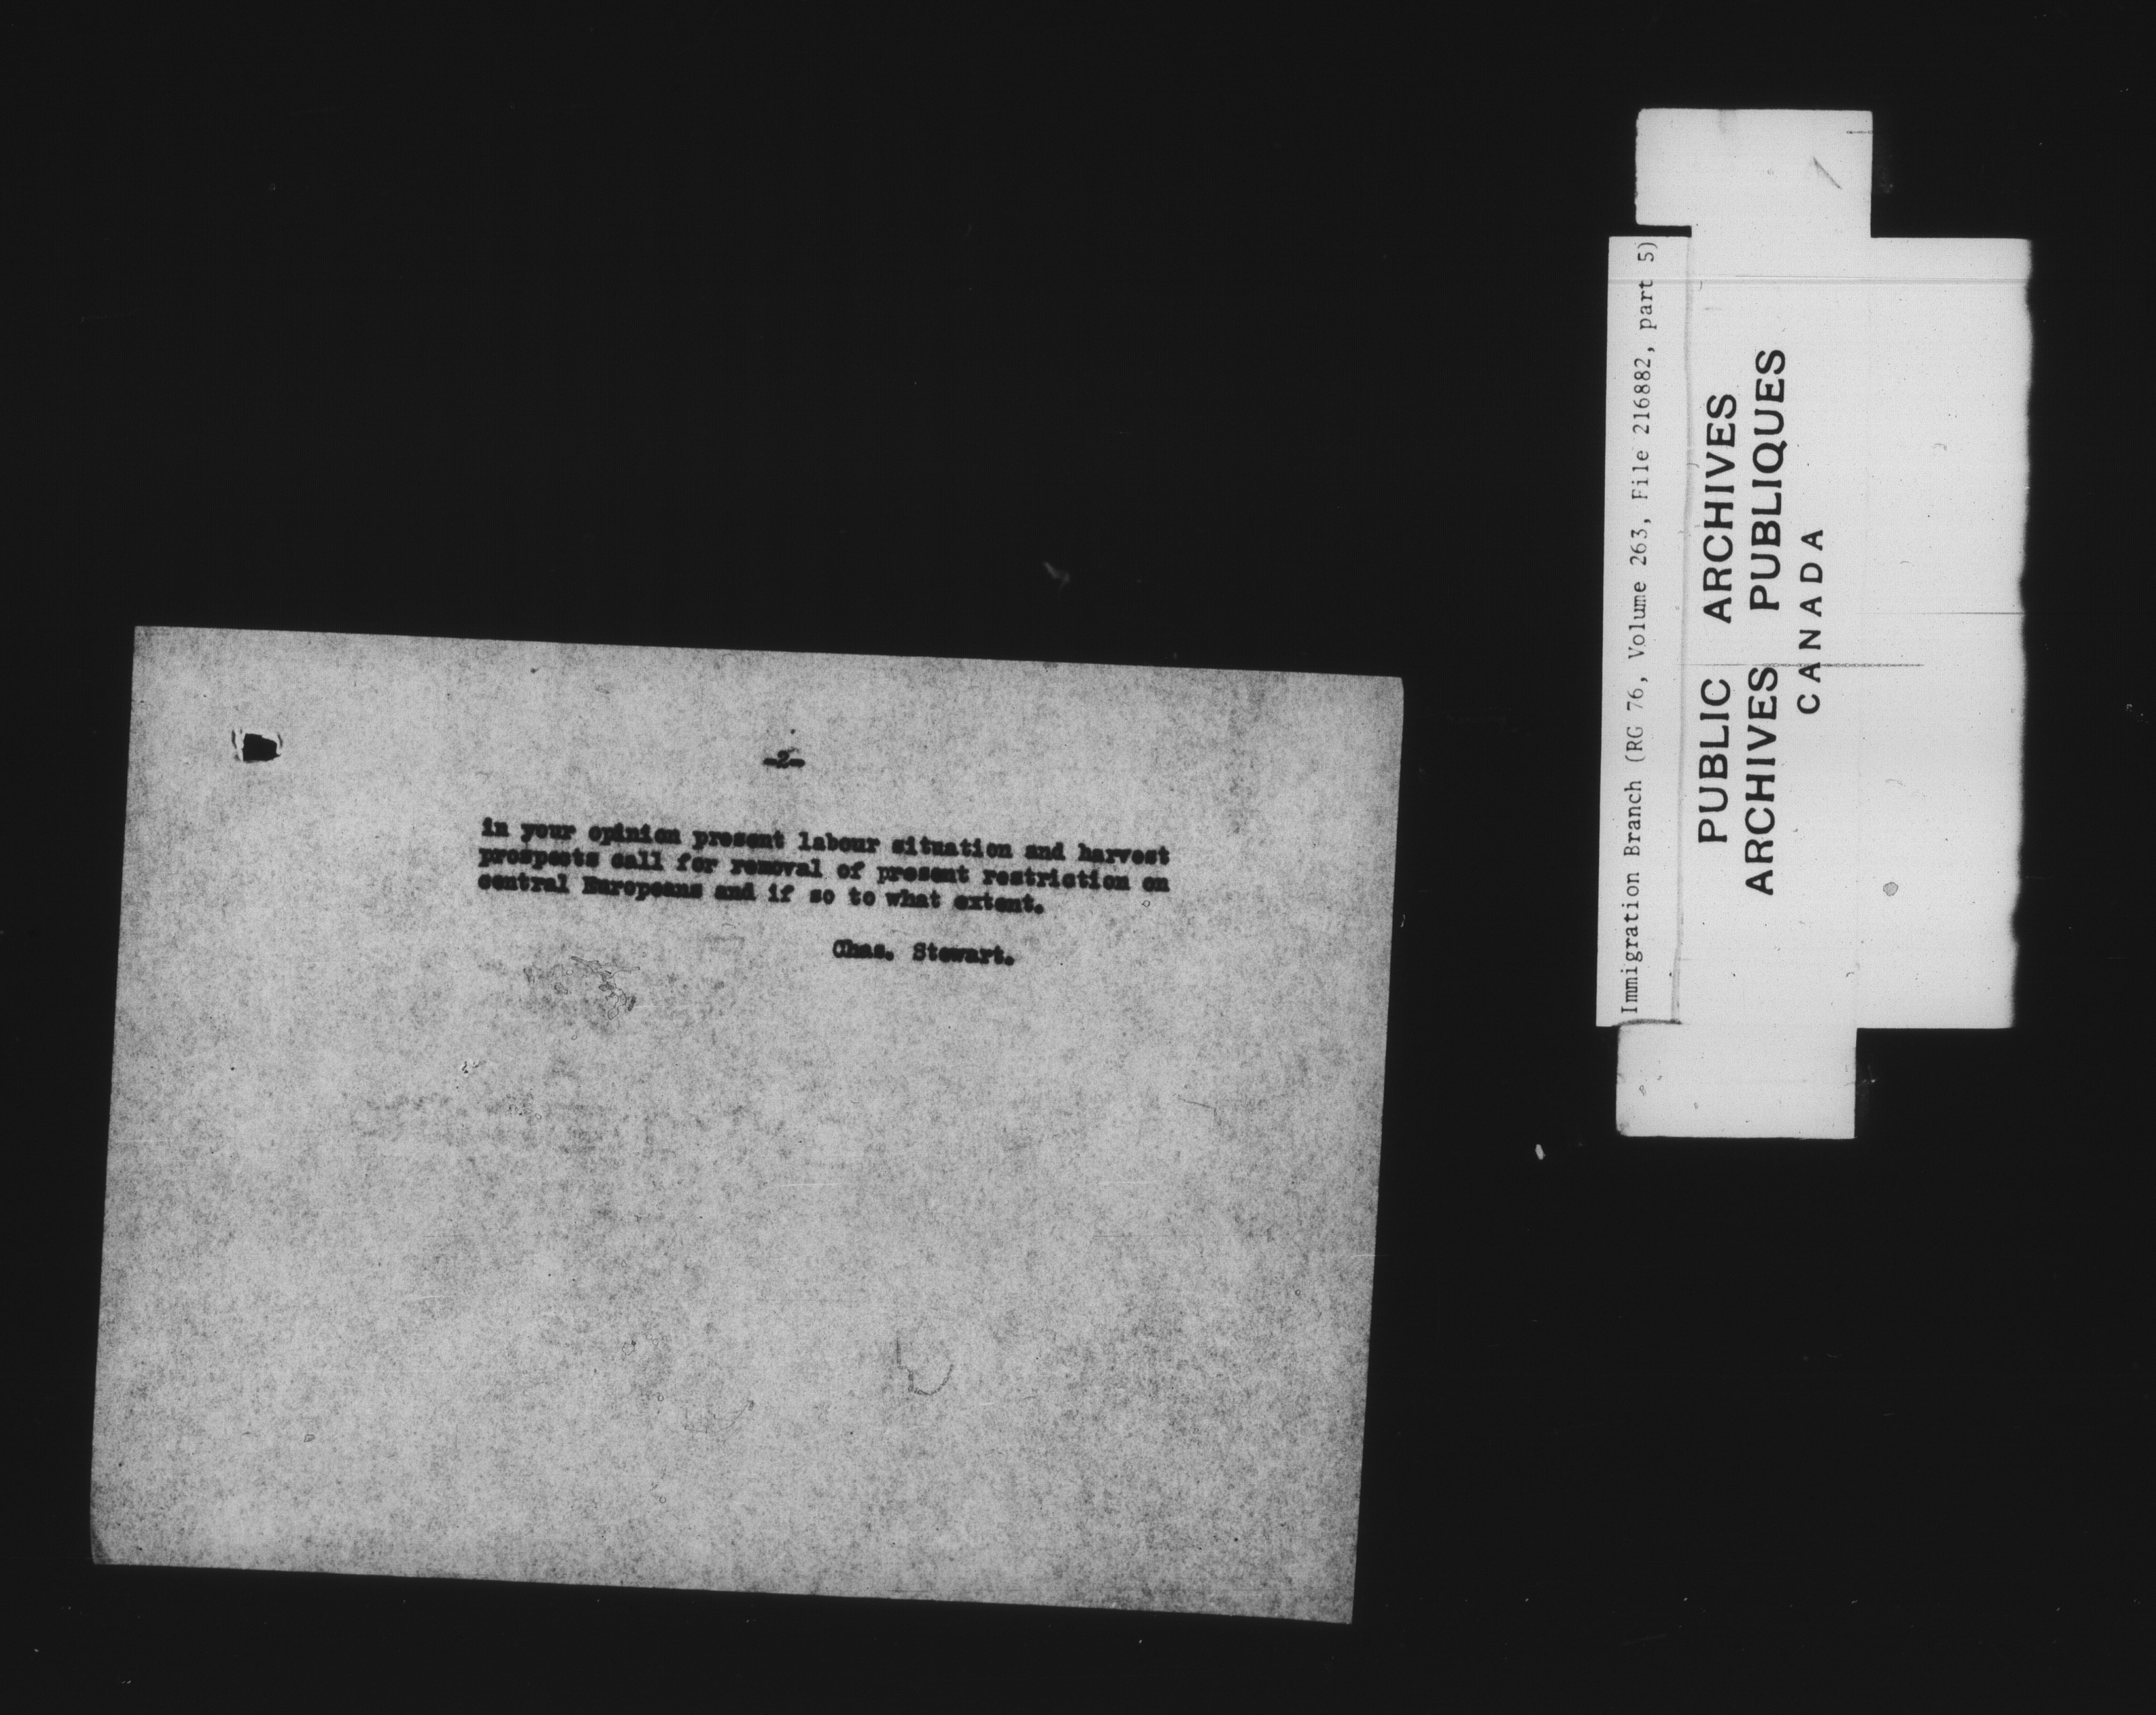 -2-
in your opinion present labour situation and harvest
prospects call for removal of present restriction on
central Europeans and if so to what extent.
Chas. Stewart.
Immigration Branch (RG 76, Volume 263, File 216882, part 5)
PUBLIC ARCHIVES
ARCHIVES PUBLIQUES
CANADA